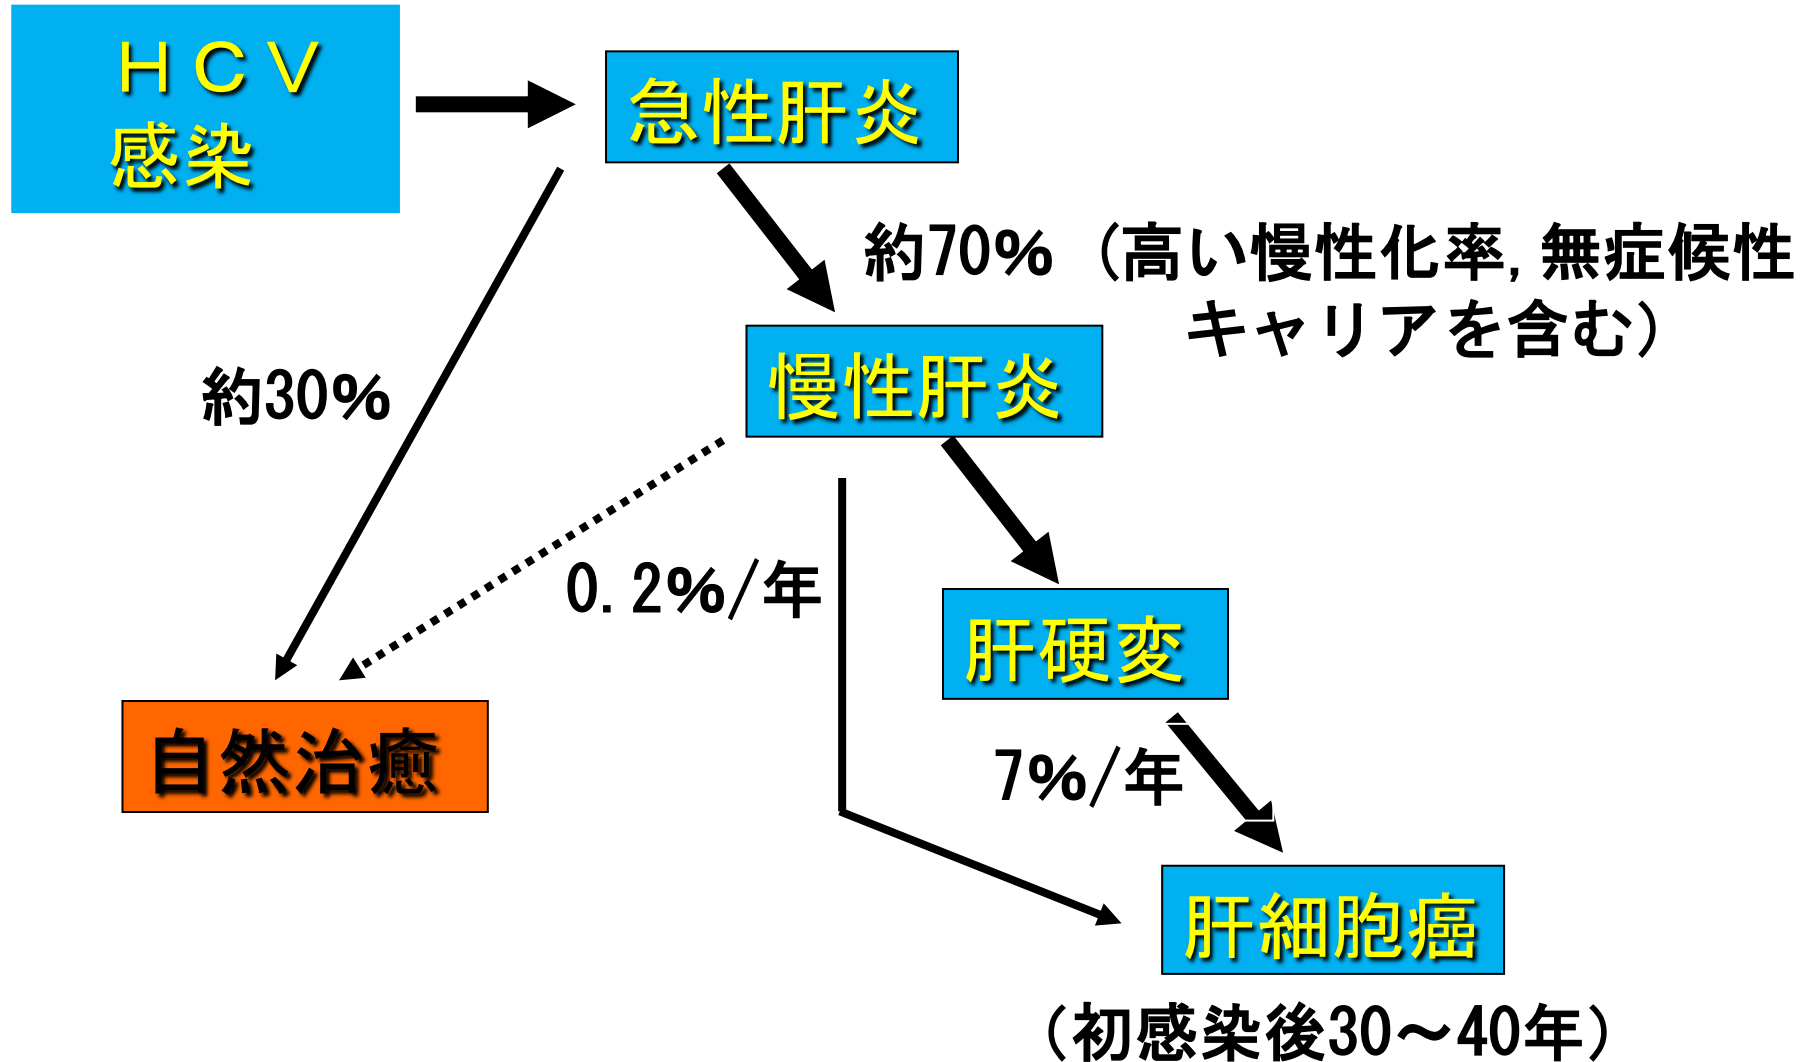 ＨＣＶ
感染
急性肝炎
約70% （高い慢性化率,無症候性
キャリアを含む）
慢性肝炎
約30%
0.2%/年
肝硬変
自然治癒
7%/年
肝細胞癌
（初感染後30～40年）